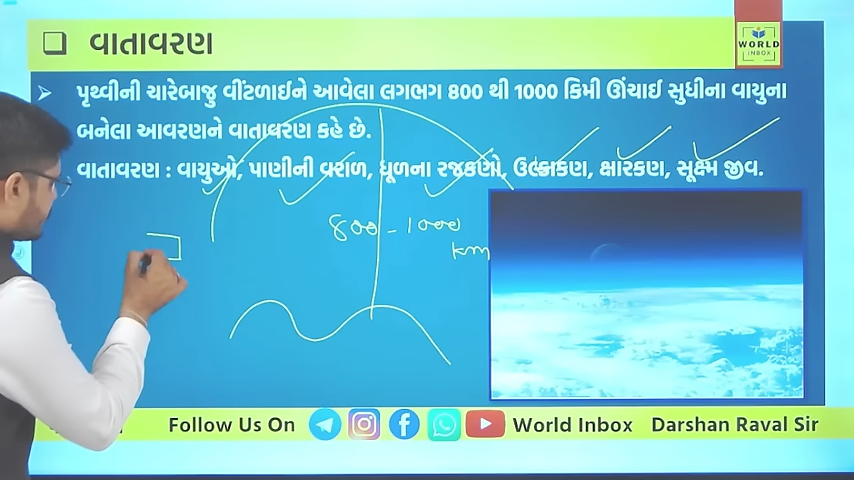 વાતાવરણ
WORLD
INBOX
પૃથ્વીની ચારેબાજુ વીંટળાઈને આવેલા લગભગ 800 થી 1000 કિમી ઊંચાઈ સુધીના વાયુના
બનેલા આવરણને વાતાવરણ કહે છે.
વાતાવરણ : વાયુઓ, પાણીની વરાળ, ધૂળના રજકણો, ઉલ્કાકણ, ક્ષારકણ, સૂક્ષ્મ જીવ.
800 - 1000
km
Follow Us On World Inbox Darshan Raval Sir